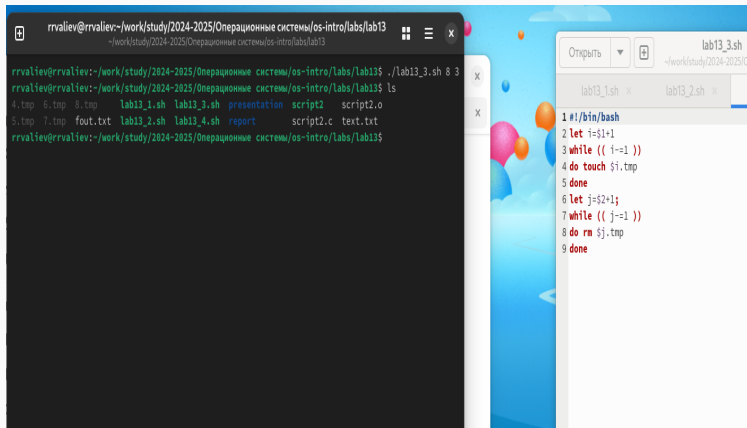 rrvaliev@rrvaliev:~/work/study/2024-2025/Операционные системы/os-intro/labs/lab13
~/work/study/2024-2025/Операционные системы/os-intro/labs/lab13
rrvaliev@rrvaliev:~/work/study/2024-2025/Операционные системы/os-intro/labs/lab13$ ./lab13_3.sh 8 3
rrvaliev@rrvaliev:~/work/study/2024-2025/Операционные системы/os-intro/labs/lab13$ ls
4.tmp 6.tmp 8.tmp lab13_1.sh lab13_3.sh presentation script2 script2.o
5.tmp 7.tmp fout.txt lab13_2.sh lab13_4.sh report script2.c text.txt
rrvaliev@rrvaliev:~/work/study/2024-2025/Операционные системы/os-intro/labs/lab13$
Открыть
lab13_3.sh
~/work/study/2024-2025/
lab13_1.sh
lab13_2.sh
1 #!/bin/bash
2 let i=$1+1
3 while (( i-=1 ))
4 do touch $i.tmp
5 done
6 let j=$2+1;
7 while (( j-=1 ))
8 do rm $j.tmp
9 done